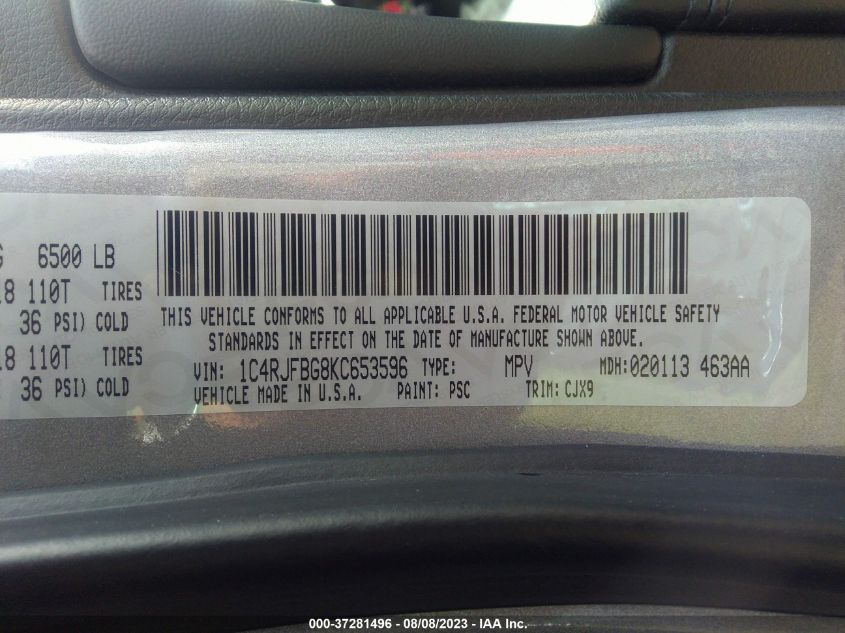 G 6500 LB
.8 110T TIRES
36 PSI) COLD
.8 110T TIRES
36 PSI) COLD
THIS VEHICLE CONFORMS TO ALL APPLICABLE U.S.A. FEDERAL MOTOR VEHICLE SAFETY
STANDARDS IN EFFECT ON THE DATE OF MANUFACTURE SHOWN ABOVE.
VIN: 1C4RJFBG8KC653596 TYPE: MPV MDH:020113 463AA
VEHICLE MADE IN U.S.A. PAINT: PSC TRIM: CJX9
000-37281496 - 08/08/2023 - IAA Inc.